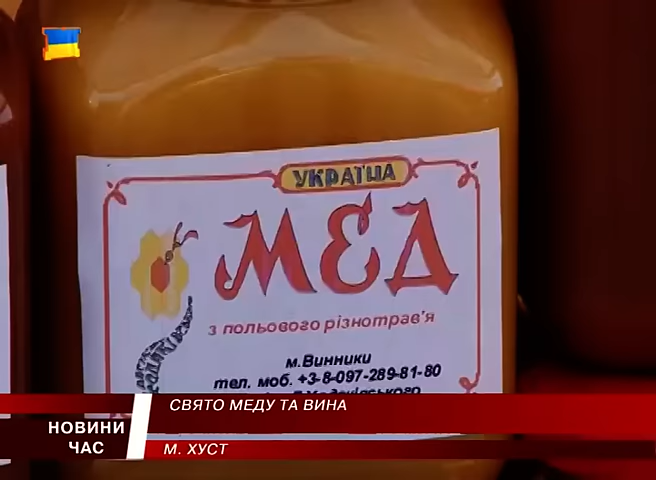 УКРАЇНА
МЕД
з польового різнотрав'я
м.Винники
тел. моб. +3-8-097-289-81-80
СВЯТО МЕДУ ТА ВИНА
НОВИНИ
ЧАС
М. ХУСТ